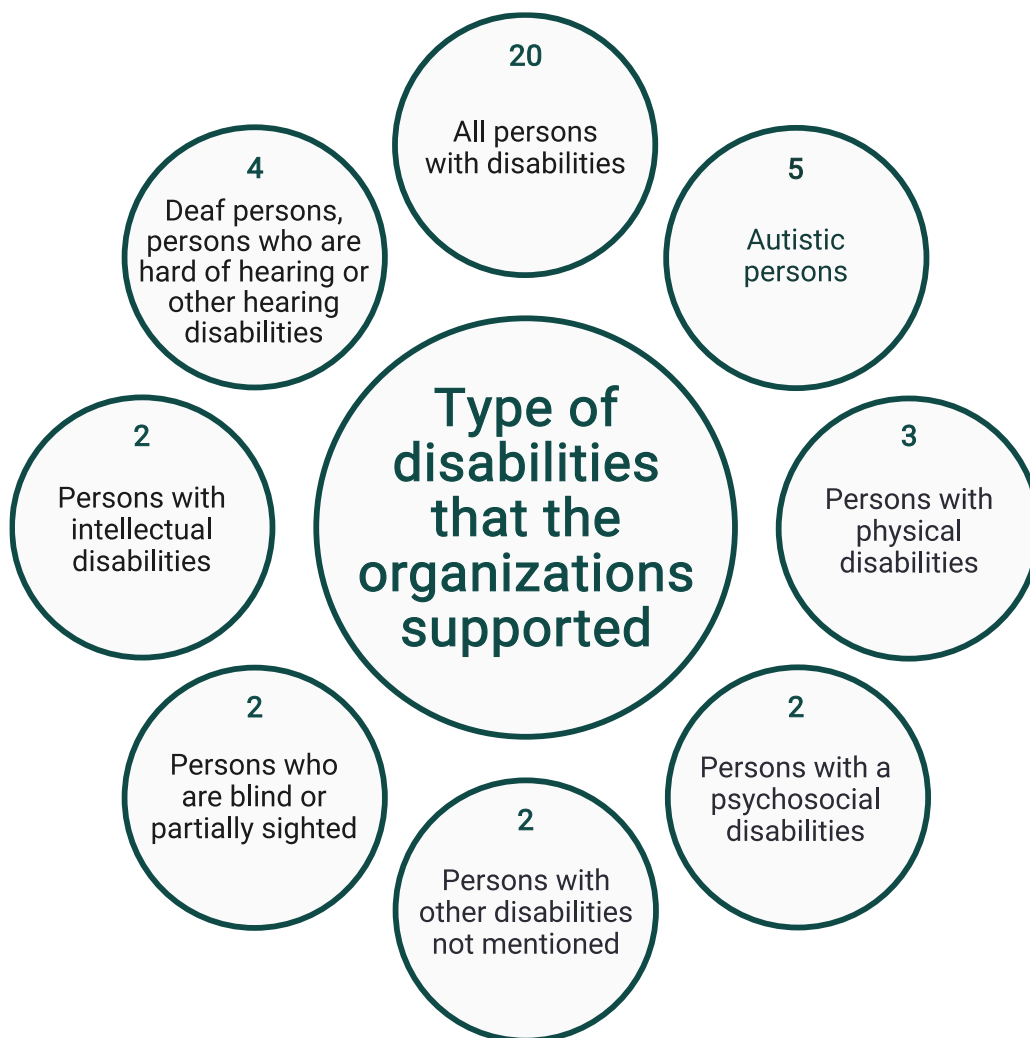 Type of
disabilities
that the
organizations
supported
20
All persons
with disabilities
5
Autistic
persons
3
Persons with
physical
disabilities
2
Persons with a
psychosocial
disabilities
2
Persons with
other disabilities
not mentioned
2
Persons who
are blind or
partially sighted
2
Persons with
intellectual
disabilities
4
Deaf persons,
persons who are
hard of hearing or
other hearing
disabilities